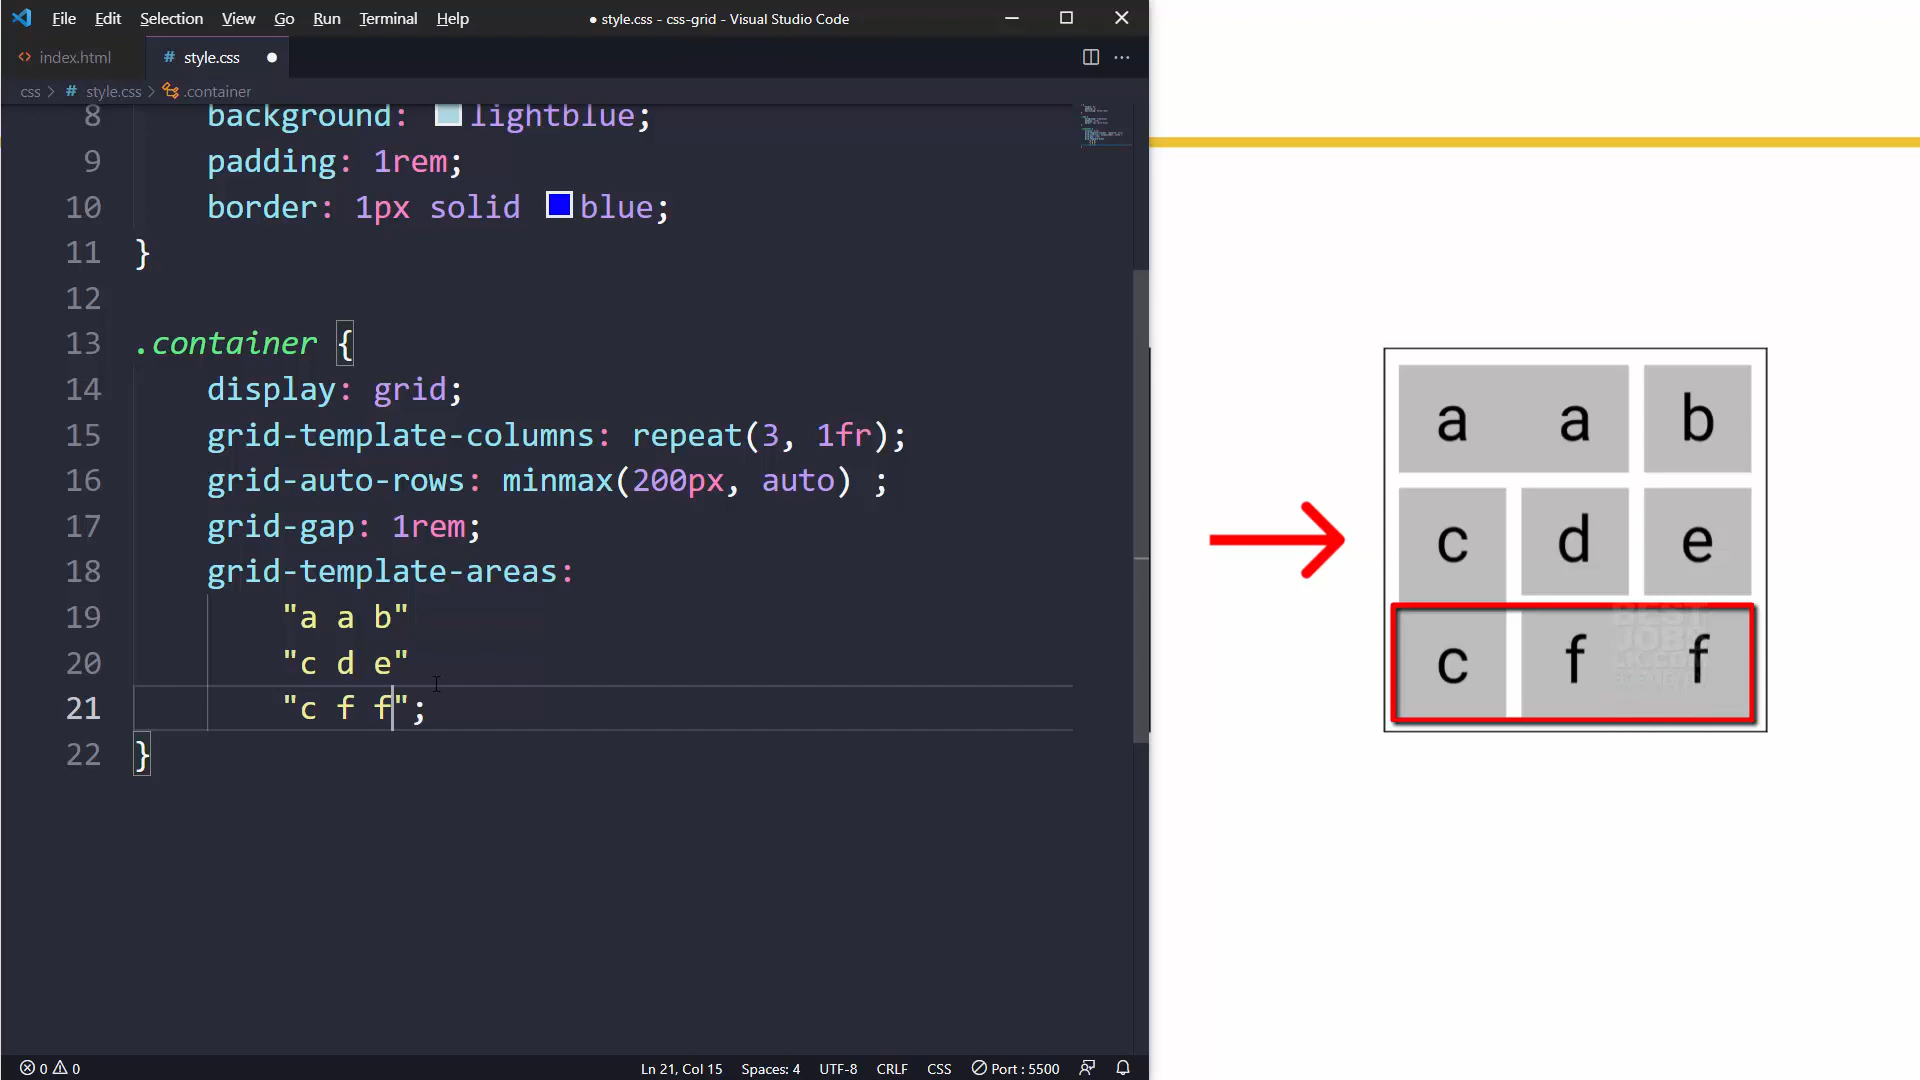 File Edit Selection View Go Run Terminal Help ● style.css - css-grid - Visual Studio Code
<> index.html # style.css ●
css > # style.css > .container
8 background: lightblue;
9 padding: 1rem;
10 border: 1px solid blue;
11 }
12
13 .container {
14 display: grid;
15 grid-template-columns: repeat(3, 1fr);
16 grid-auto-rows: minmax(200px, auto) ;
17 grid-gap: 1rem;
18 grid-template-areas:
19 "a a b"
20 "c d e"
21 "c f f";
22 }
0 0 Ln 21, Col 15 Spaces: 4 UTF-8 CRLF CSS Port : 5500
a a b
c d e
c f f
BEST
JOBS
LK.COM